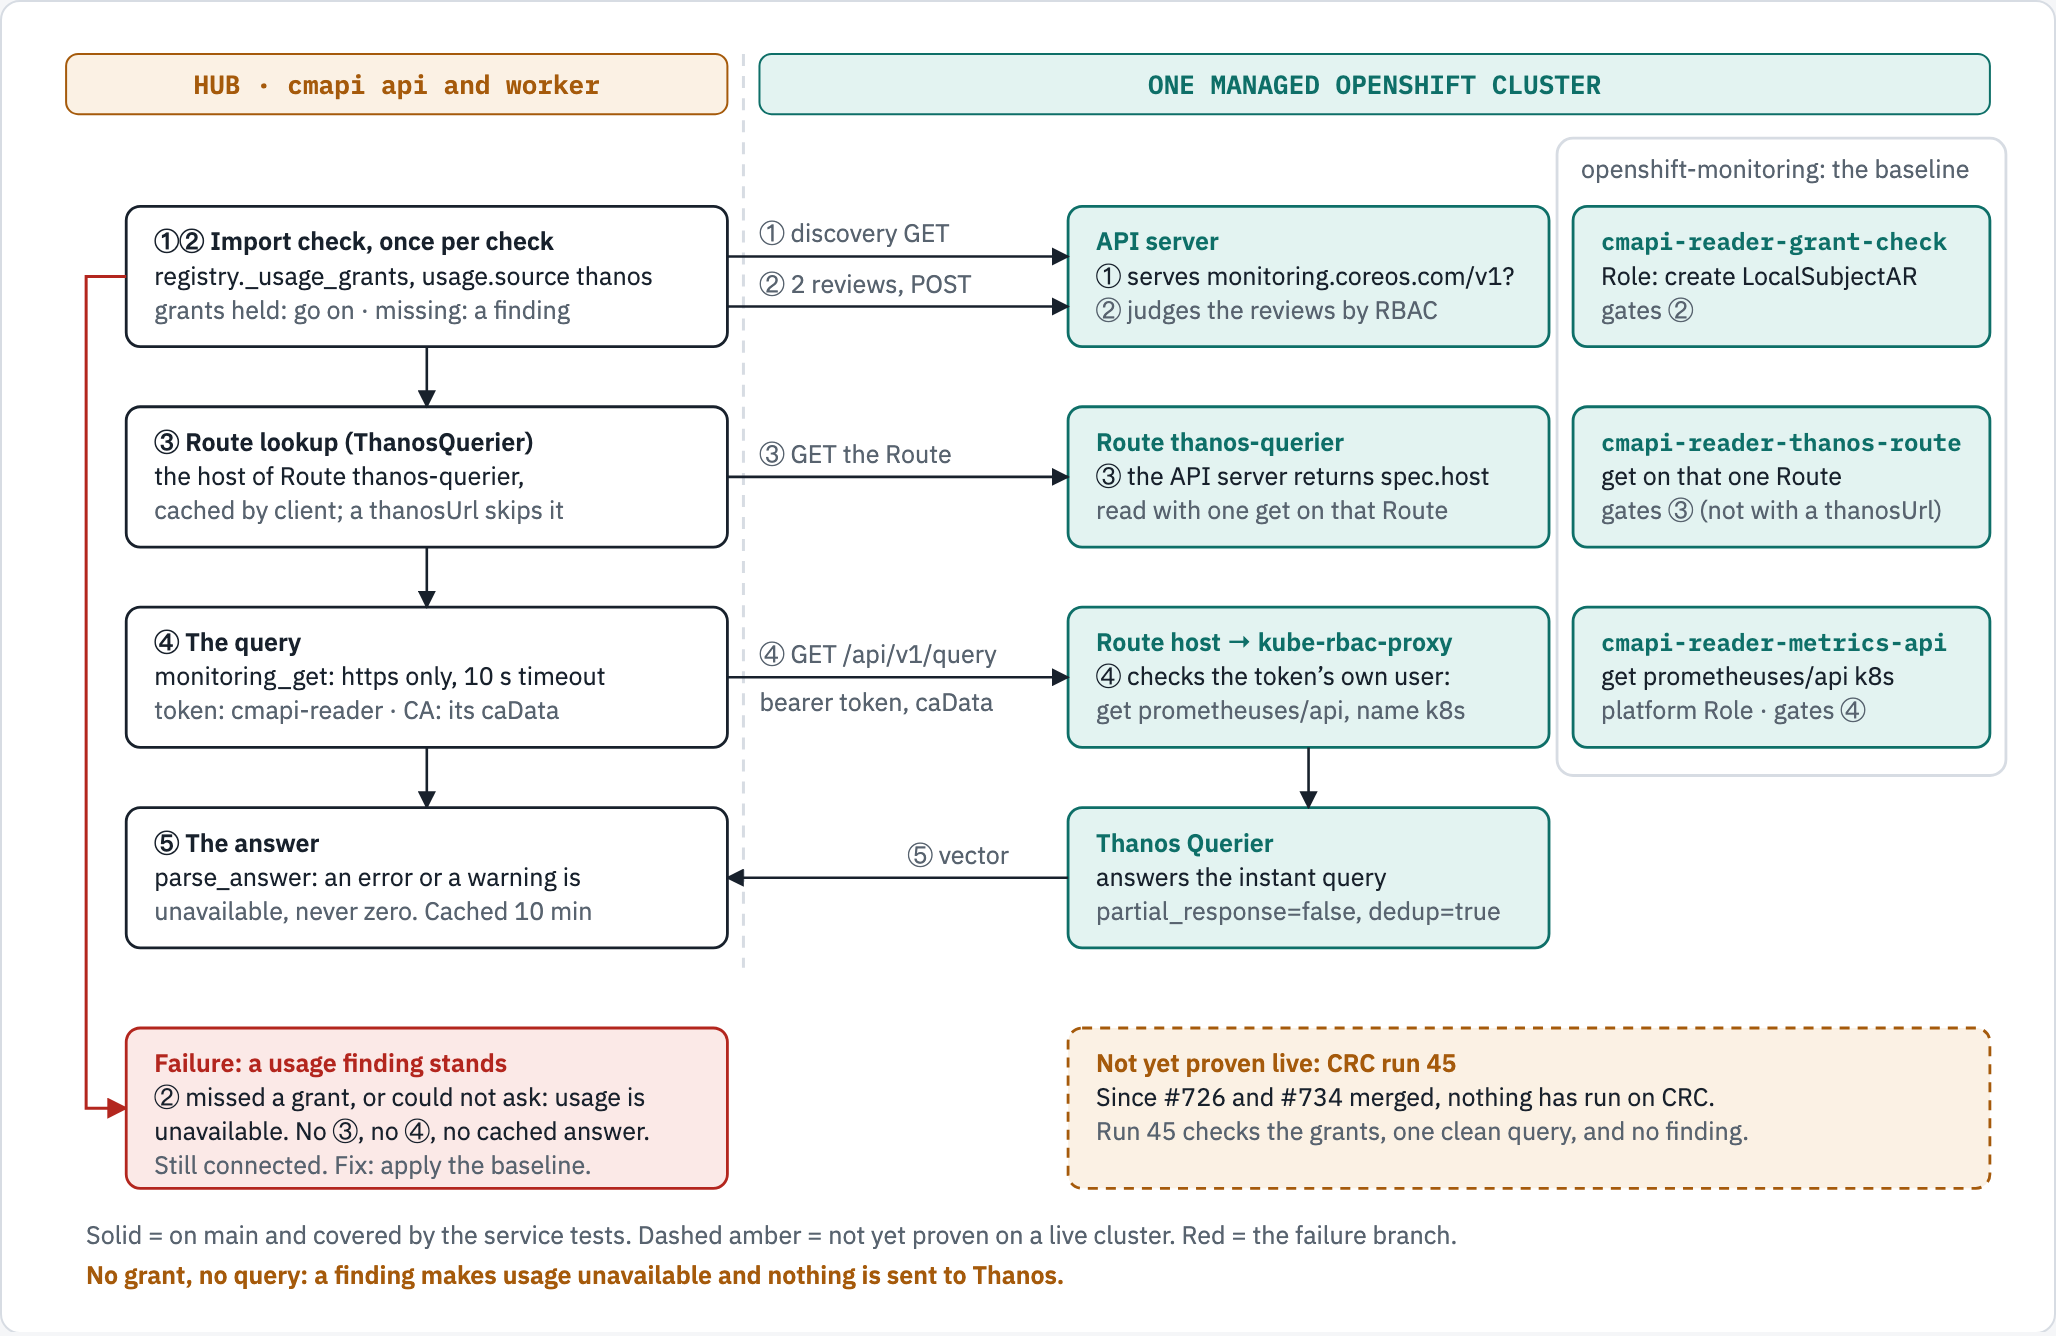 HUB · cmapi api and worker
ONE MANAGED OPENSHIFT CLUSTER
openshift-monitoring: the baseline
①② Import check, once per check
registry._usage_grants, usage.source thanos
grants held: go on · missing: a finding
① discovery GET
② 2 reviews, POST
API server
① serves monitoring.coreos.com/v1?
② judges the reviews by RBAC
cmapi-reader-grant-check
Role: create LocalSubjectAR
gates ②
③ Route lookup (ThanosQuerier)
the host of Route thanos-querier,
cached by client; a thanosUrl skips it
③ GET the Route
Route thanos-querier
③ the API server returns spec.host
read with one get on that Route
cmapi-reader-thanos-route
get on that one Route
gates ③ (not with a thanosUrl)
④ The query
monitoring_get: https only, 10 s timeout
token: cmapi-reader · CA: its caData
④ GET /api/v1/query
bearer token, caData
Route host → kube-rbac-proxy
④ checks the token’s own user:
get prometheuses/api, name k8s
cmapi-reader-metrics-api
get prometheuses/api k8s
platform Role · gates ④
⑤ The answer
parse_answer: an error or a warning is
unavailable, never zero. Cached 10 min
⑤ vector
Thanos Querier
answers the instant query
partial_response=false, dedup=true
Failure: a usage finding stands
② missed a grant, or could not ask: usage is
unavailable. No ③, no ④, no cached answer.
Still connected. Fix: apply the baseline.
Not yet proven live: CRC run 45
Since #726 and #734 merged, nothing has run on CRC.
Run 45 checks the grants, one clean query, and no finding.
Solid = on main and covered by the service tests. Dashed amber = not yet proven on a live cluster. Red = the failure branch.
No grant, no query: a finding makes usage unavailable and nothing is sent to Thanos.